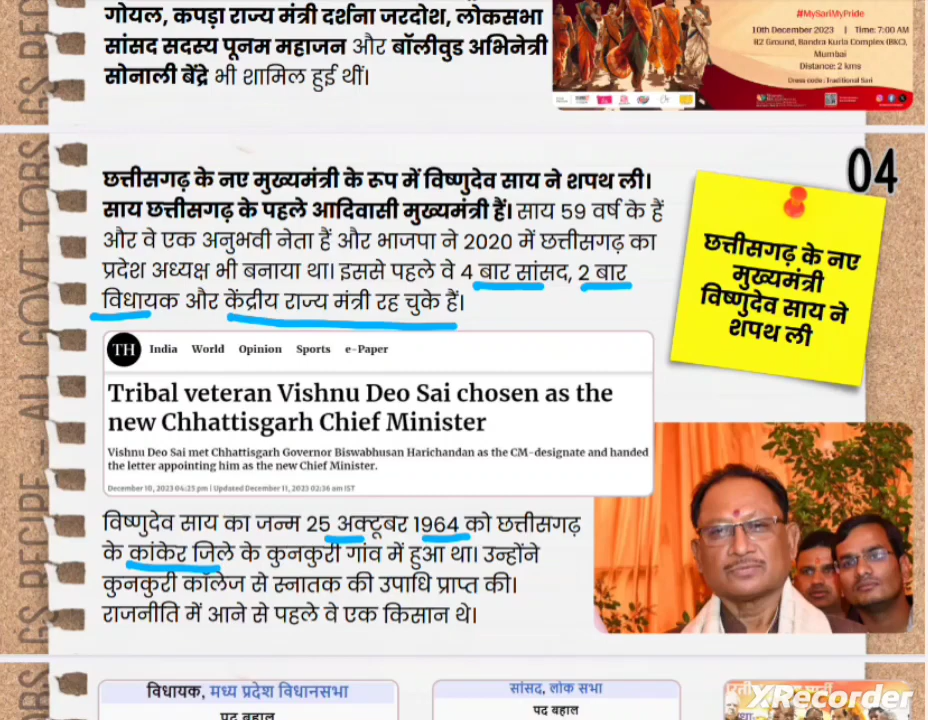 गोयल, कपड़ा राज्य मंत्री दर्शना जरदोश, लोकसभा
सांसद सदस्य पूनम महाजन और बॉलीवुड अभिनेत्री
सोनाली बेंद्रे भी शामिल हुई थीं।
#MySariMyPride
10th December 2023 | Time: 7:00 AM
R2 Ground, Bandra Kurla Complex (BKC),
Mumbai
Distance: 2 kms
Dress code: Traditional Sari
GS RECIPE - ALL GOVT JOBS
04
छत्तीसगढ़ के नए मुख्यमंत्री के रूप में विष्णुदेव साय ने शपथ ली।
साय छत्तीसगढ़ के पहले आदिवासी मुख्यमंत्री हैं। साय 59 वर्ष के हैं
और वे एक अनुभवी नेता हैं और भाजपा ने 2020 में छत्तीसगढ़ का
प्रदेश अध्यक्ष भी बनाया था। इससे पहले वे 4 बार सांसद, 2 बार
विधायक और केंद्रीय राज्य मंत्री रह चुके हैं।
छत्तीसगढ़ के नए
मुख्यमंत्री
विष्णुदेव साय ने
शपथ ली
TH India World Opinion Sports e-Paper
Tribal veteran Vishnu Deo Sai chosen as the
new Chhattisgarh Chief Minister
Vishnu Deo Sai met Chhattisgarh Governor Biswabhusan Harichandan as the CM-designate and handed
the letter appointing him as the new Chief Minister.
December 10, 2023 04:25 pm | Updated December 11, 2023 02:36 am IST
विष्णुदेव साय का जन्म 25 अक्टूबर 1964 को छत्तीसगढ़
के कांकेर जिले के कुनकुरी गांव में हुआ था। उन्होंने
कुनकुरी कॉलेज से स्नातक की उपाधि प्राप्त की।
राजनीति में आने से पहले वे एक किसान थे।
विधायक, मध्य प्रदेश विधानसभा
पद बहाल
सांसद, लोक सभा
पद बहाल
XRecorder